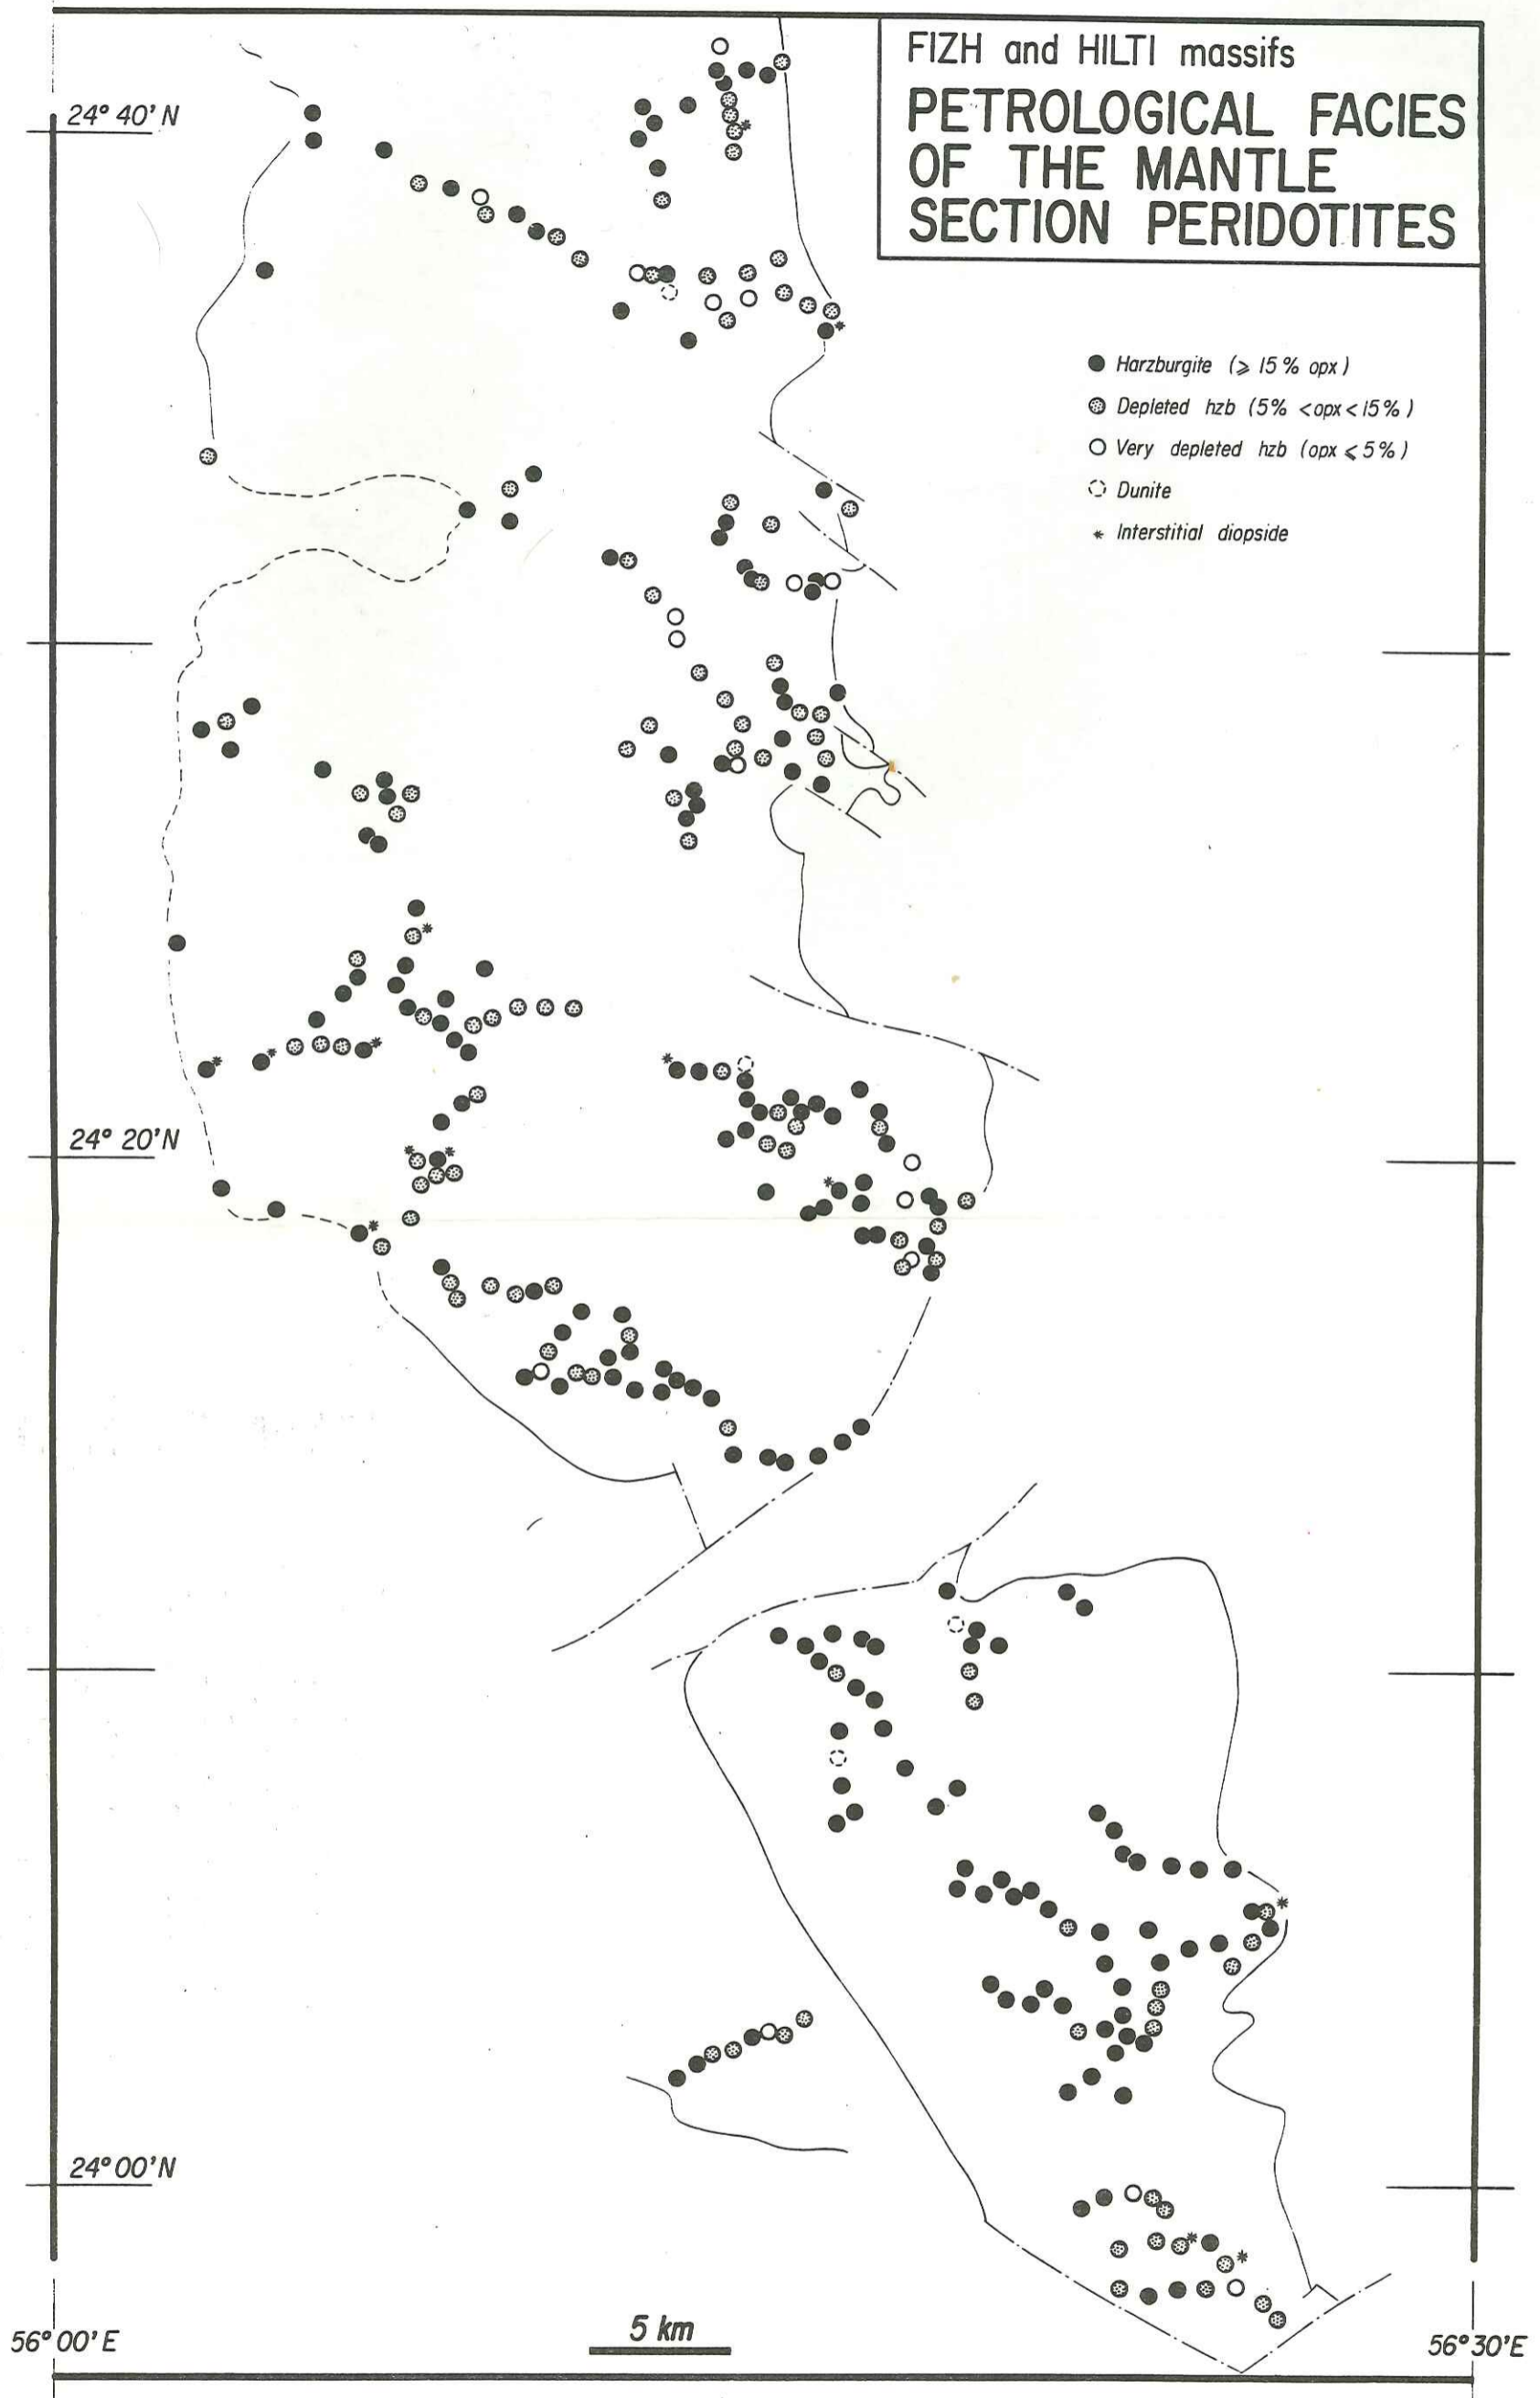 FIZH and HILTI massifs
PETROLOGICAL FACIES
OF THE MANTLE
SECTION PERIDOTITES
24° 40' N
Harzburgite (⩾ 15 % opx)
Depleted hzb (5% < opx < 15%)
Very depleted hzb (opx ⩽ 5%)
Dunite
* Interstitial diopside
24° 20' N
24° 00' N
5 km
56° 00' E
56° 30' E